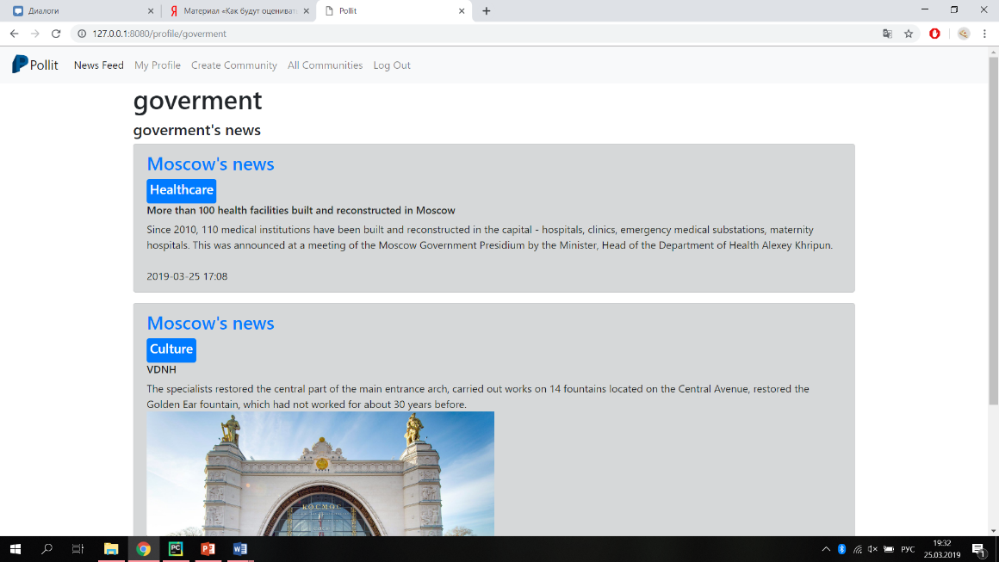 Диалоги
Я Материал «Как будут оцениват
Pollit
127.0.0.1:8080/profile/goverment
Pollit News Feed My Profile Create Community All Communities Log Out
goverment
goverment's news
Moscow's news
Healthcare
More than 100 health facilities built and reconstructed in Moscow
Since 2010, 110 medical institutions have been built and reconstructed in the capital - hospitals, clinics, emergency medical substations, maternity
hospitals. This was announced at a meeting of the Moscow Government Presidium by the Minister, Head of the Department of Health Alexey Khripun.
2019-03-25 17:08
Moscow's news
Culture
VDNH
The specialists restored the central part of the main entrance arch, carried out works on 14 fountains located on the Central Avenue, restored the
Golden Ear fountain, which had not worked for about 30 years before.
КОСМОС
РУС
19:32
25.03.2019
1